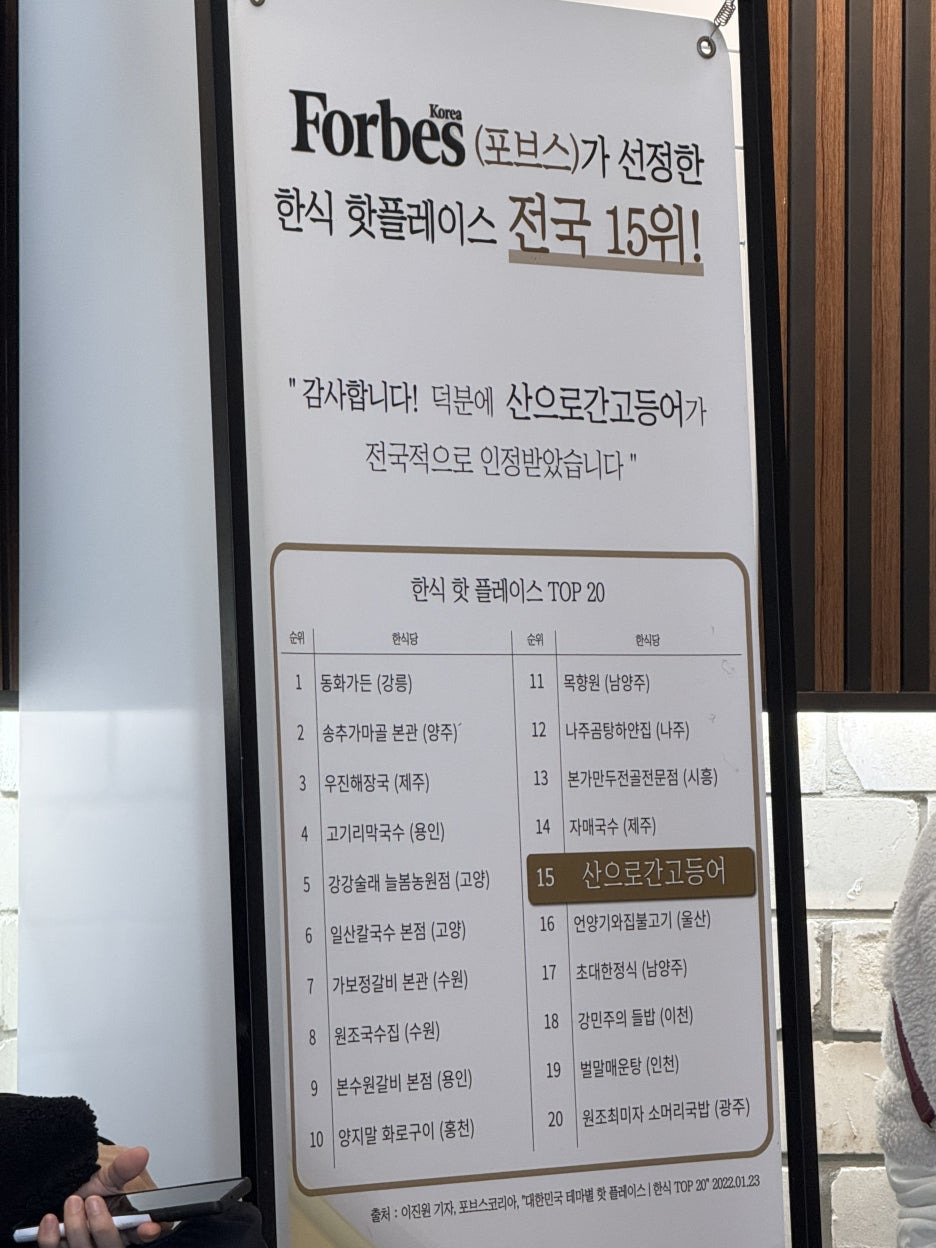 Forbes Korea (포브스)가 선정한
한식 핫플레이스 전국 15위!
" 감사합니다! 덕분에 산으로간고등어가
전국적으로 인정받았습니다 "
한식 핫 플레이스 TOP 20
순위 한식당 순위 한식당
1 동화가든 (강릉)
2 송추가마골 본관 (양주)
3 우진해장국 (제주)
4 고기리막국수 (용인)
5 강강술래 늘봄농원점 (고양)
6 일산칼국수 본점 (고양)
7 가보정갈비 본관 (수원)
8 원조국수집 (수원)
9 본수원갈비 본점 (용인)
10 양지말 화로구이 (홍천)
11 목향원 (남양주)
12 나주곰탕하얀집 (나주)
13 본가만두전골전문점 (시흥)
14 자매국수 (제주)
15 산으로간고등어
16 언양기와집불고기 (울산)
17 초대한정식 (남양주)
18 강민주의 들밥 (이천)
19 벌말매운탕 (인천)
20 원조최미자 소머리국밥 (광주)
출처 : 이진원 기자, 포브스코리아, "대한민국 테마별 핫 플레이스 | 한식 TOP 20" 2022.01.23